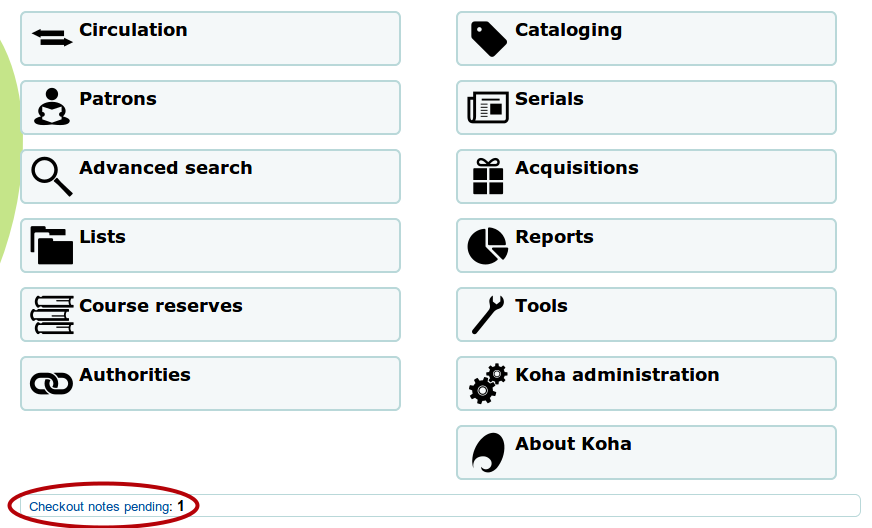 Circulation
Cataloging
Patrons
Serials
Advanced search
Acquisitions
Lists
Reports
Course reserves
Tools
Authorities
Koha administration
About Koha
Checkout notes pending: 1